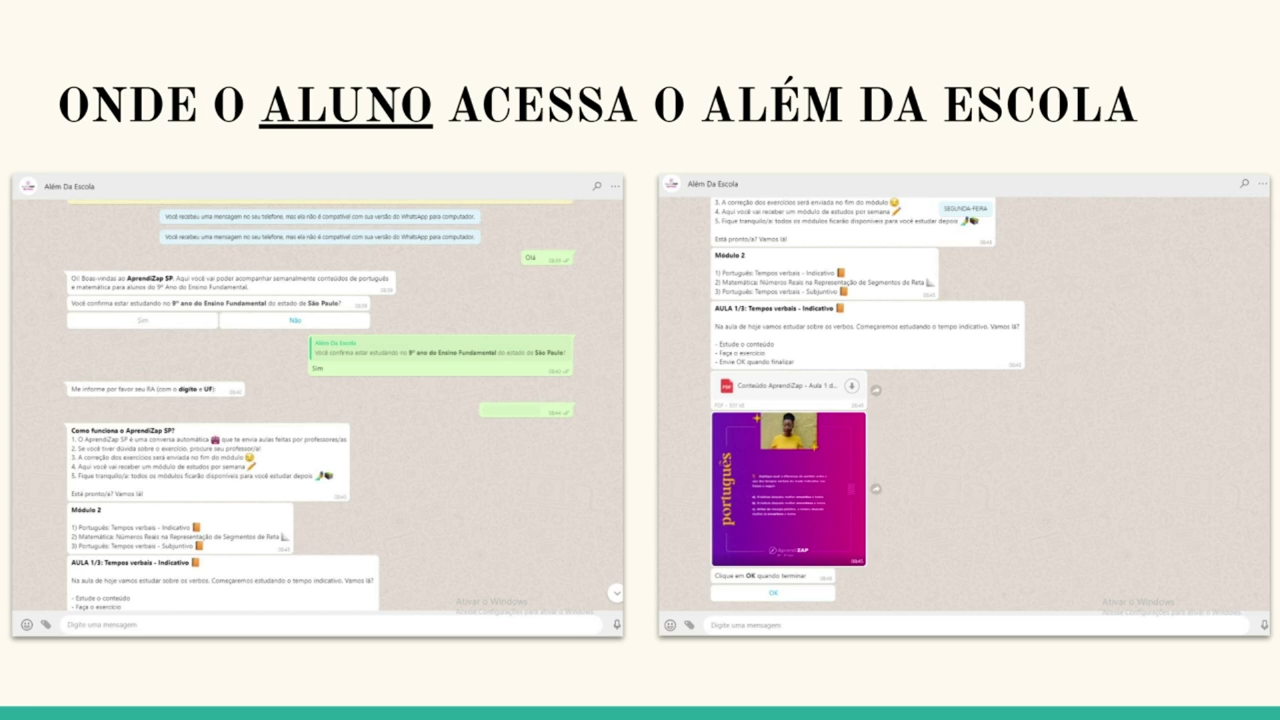 ONDE O ALUNO ACESSA O ALÉM DA ESCOLA
Além Da Escola
Você recebeu uma mensagem no seu telefone, mas ela não é compatível com sua versão do WhatsApp para computador.
Você recebeu uma mensagem no seu telefone, mas ela não é compatível com sua versão do WhatsApp para computador.
Olá
Oi! Boas-vindas ao AprendiZap SP. Aqui você vai poder acompanhar semanalmente conteúdos de português
e matemática para alunos do 9º Ano do Ensino Fundamental.
Você confirma estar estudando no 9º ano do Ensino Fundamental do estado de São Paulo?
Sim
Não
Além Da Escola
Você confirma estar estudando no 9º ano do Ensino Fundamental do estado de São Paulo?
Sim
Me informe por favor seu RA (com o dígito e UF):
Como funciona o AprendiZap SP?
1. O AprendiZap SP é uma conversa automática que te envia aulas feitas por professores/as
2. Se você tiver dúvida sobre o exercício, procure seu professor/a!
3. A correção dos exercícios será enviada no fim do módulo
4. Aqui você vai receber um módulo de estudos por semana
5. Fique tranquilo/a: todos os módulos ficarão disponíveis para você estudar depois
Está pronto/a? Vamos lá!
Módulo 2
1) Português: Tempos verbais - Indicativo
2) Matemática: Números Reais na Representação de Segmentos de Reta
3) Português: Tempos verbais - Subjuntivo
AULA 1/3: Tempos verbais - Indicativo
Na aula de hoje vamos estudar sobre os verbos. Começaremos estudando o tempo indicativo. Vamos lá?
- Estude o conteúdo
- Faça o exercício
Ativar o Windows
Digite uma mensagem
Além Da Escola
3. A correção dos exercícios será enviada no fim do módulo
SEGUNDA-FEIRA
4. Aqui você vai receber um módulo de estudos por semana
5. Fique tranquilo/a: todos os módulos ficarão disponíveis para você estudar depois
Está pronto/a? Vamos lá!
Módulo 2
1) Português: Tempos verbais - Indicativo
2) Matemática: Números Reais na Representação de Segmentos de Reta
3) Português: Tempos verbais - Subjuntivo
AULA 1/3: Tempos verbais - Indicativo
Na aula de hoje vamos estudar sobre os verbos. Começaremos estudando o tempo indicativo. Vamos lá?
- Estude o conteúdo
- Faça o exercício
- Envie OK quando finalizar
PDF
Conteúdo AprendiZap - Aula 1 d...
português
AprendiZAP
Clique em OK quando terminar
OK
Ativar o Windows
Digite uma mensagem